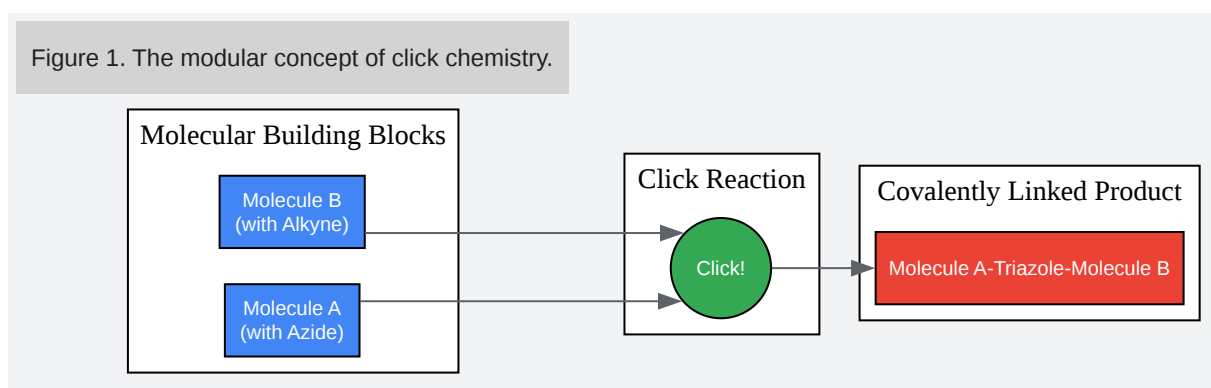 Figure 1. The modular concept of click chemistry.
Molecular Building Blocks
Molecule B
(with Alkyne)
Molecule A
(with Azide)
Click Reaction
Click!
Covalently Linked Product
Molecule A-Triazole-Molecule B